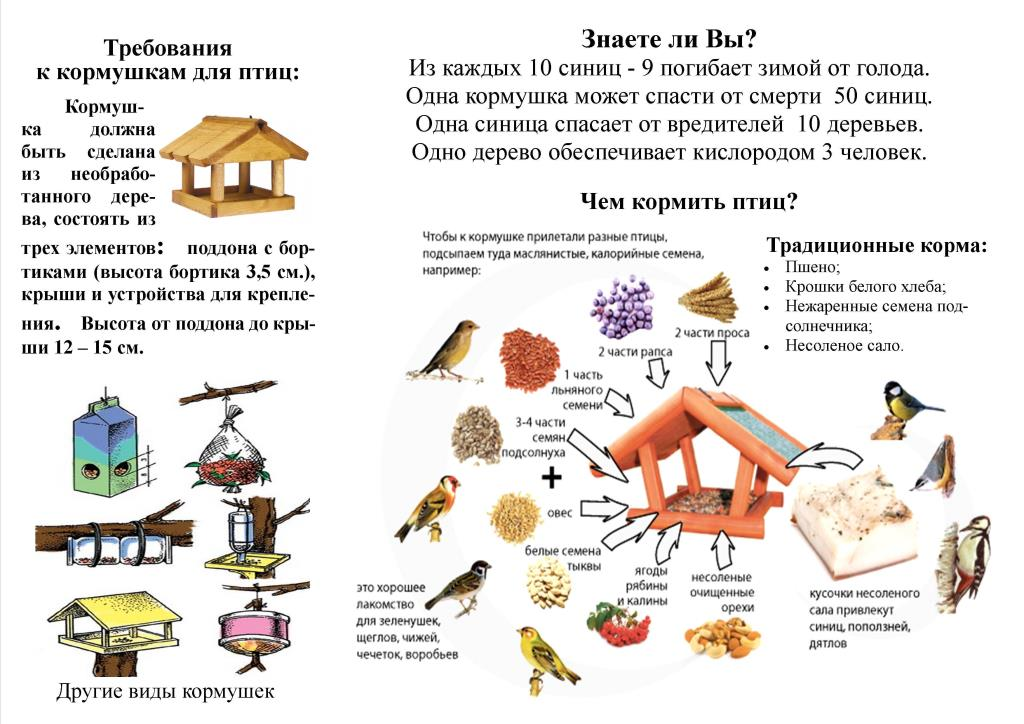 Требования
к кормушкам для птиц:
Кормуш-
ка должна
быть сделана
из необрабо-
танного дере-
ва, состоять из
трех элементов: поддона с бор-
тиками (высота бортика 3,5 см.),
крыши и устройства для крепле-
ния. Высота от поддона до кры-
ши 12 – 15 см.
Другие виды кормушек
Знаете ли Вы?
Из каждых 10 синиц - 9 погибает зимой от голода.
Одна кормушка может спасти от смерти 50 синиц.
Одна синица спасает от вредителей 10 деревьев.
Одно дерево обеспечивает кислородом 3 человек.
Чем кормить птиц?
Чтобы к кормушке прилетали разные птицы,
подсыпаем туда маслянистые, калорийные семена,
например:
Традиционные корма:
• Пшено;
• Крошки белого хлеба;
• Нежаренные семена под-
солнечника;
• Несоленое сало.
2 части проса
2 части рапса
1 часть
льняного
семени
3-4 части
семян
подсолнуха
+
овес
белые семена
тыквы
ягоды
рябины
и калины
несоленые
очищенные
орехи
это хорошее
лакомство
для зеленушек,
щеглов, чижей,
чечеток, воробьев
кусочки несоленого
сала привлекут
синиц, поползней,
дятлов